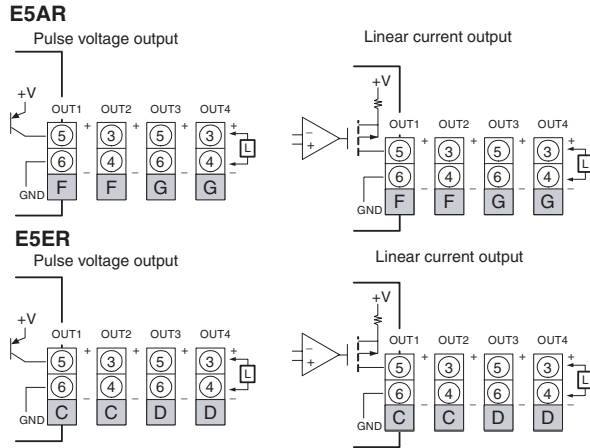 E5AR
Pulse voltage output
Linear current output
+V
OUT1 OUT2 OUT3 OUT4
5 + 3 + 5 + 3 +
L
6 - 4 - 6 - 4 -
GND F F G G
+V
OUT1 OUT2 OUT3 OUT4
- +
5 + 3 + 5 + 3 +
L
6 - 4 - 6 - 4 -
GND F F G G
E5ER
Pulse voltage output
Linear current output
+V
OUT1 OUT2 OUT3 OUT4
5 + 3 + 5 + 3 +
L
6 - 4 - 6 - 4 -
GND C C D D
+V
OUT1 OUT2 OUT3 OUT4
- +
5 + 3 + 5 + 3 +
L
6 - 4 - 6 - 4 -
GND C C D D